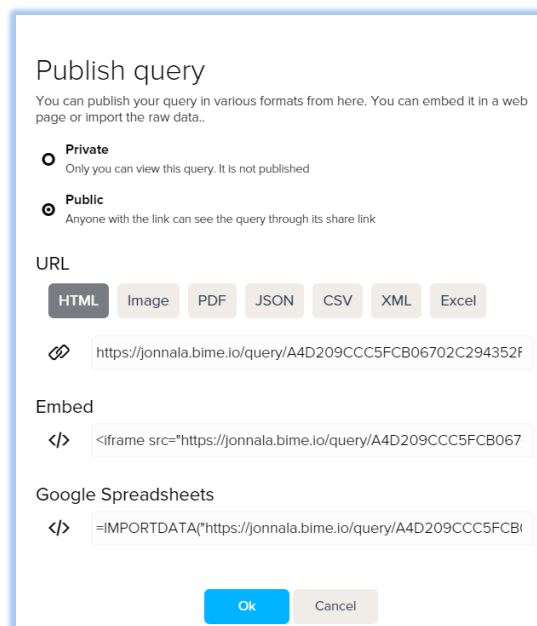 Publish query
You can publish your query in various formats from here. You can embed it in a web
page or import the raw data..
Private
Only you can view this query. It is not published
Public
Anyone with the link can see the query through its share link
URL
HTML Image PDF JSON CSV XML Excel
https://jonnala.bime.io/query/A4D209CCC5FCB06702C294352F
Embed
</> <iframe src="https://jonnala.bime.io/query/A4D209CCC5FCB067
Google Spreadsheets
</> =IMPORTDATA("https://jonnala.bime.io/query/A4D209CCC5FCB(
Ok Cancel